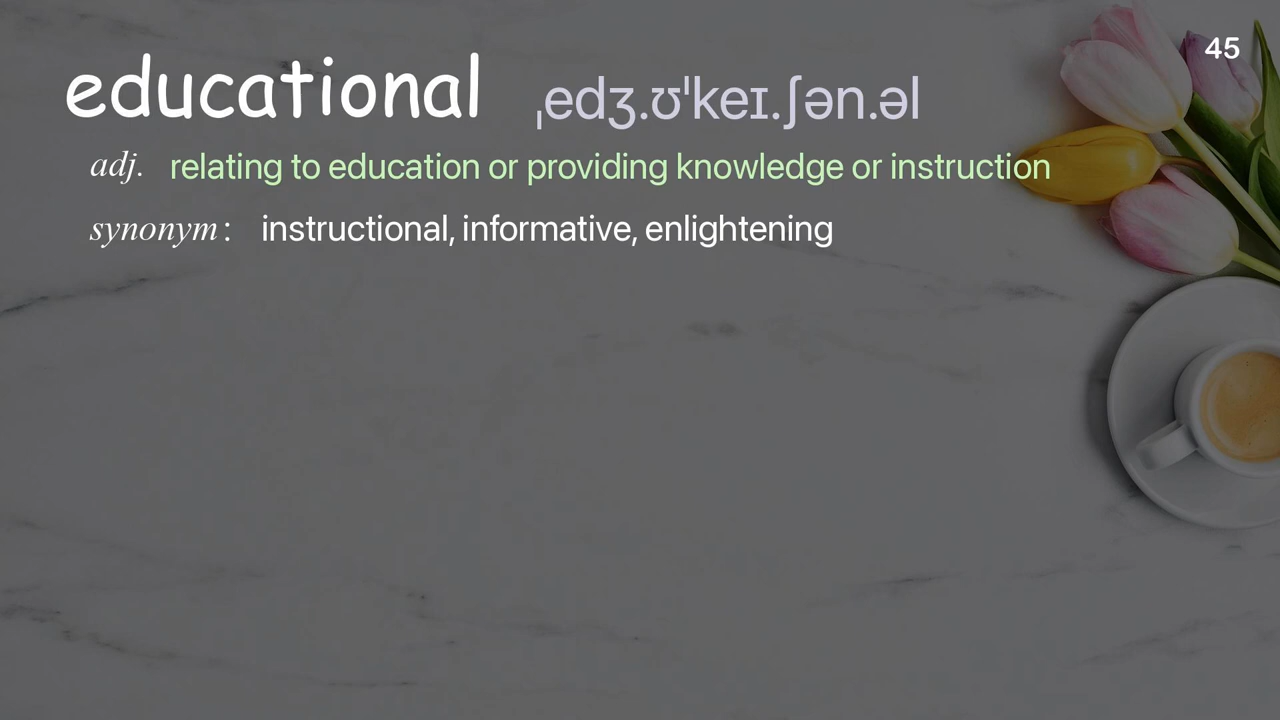 45
educational ˌedʒ.ʊˈkeɪ.ʃən.əl
adj. relating to education or providing knowledge or instruction
synonym : instructional, informative, enlightening